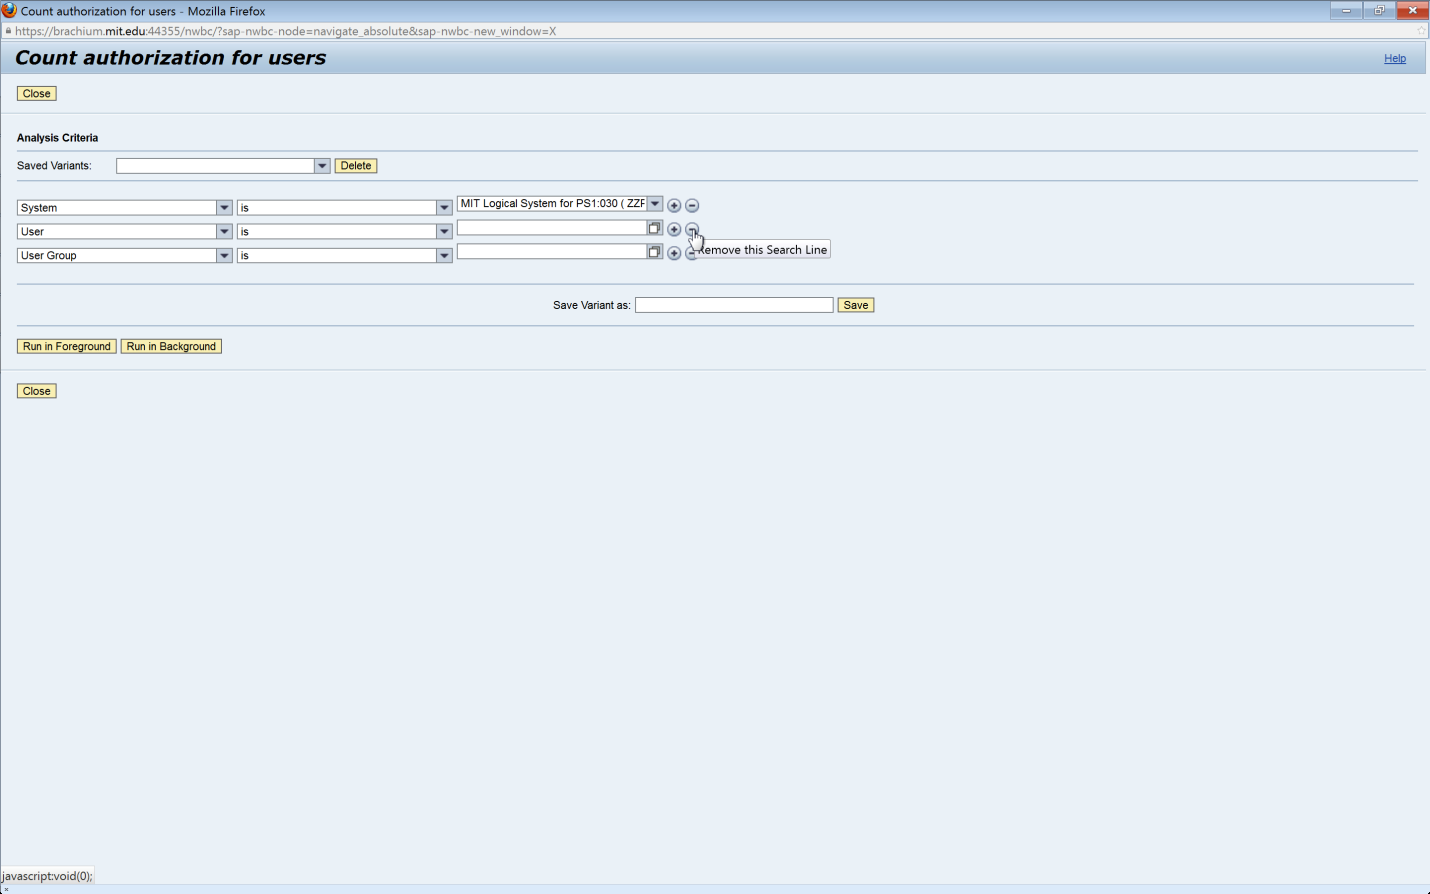 Count authorization for users - Mozilla Firefox
https://brachium.mit.edu:44355/nwbc/?sap-nwbc-node=navigate_absolute&sap-nwbc-new_window=X
Count authorization for users
Help
Close
Analysis Criteria
Saved Variants: Delete
System is MIT Logical System for PS1:030 ( ZZF
User is
Remove this Search Line
User Group is
Save Variant as: Save
Run in Foreground Run in Background
Close
javascript:void(0);
×